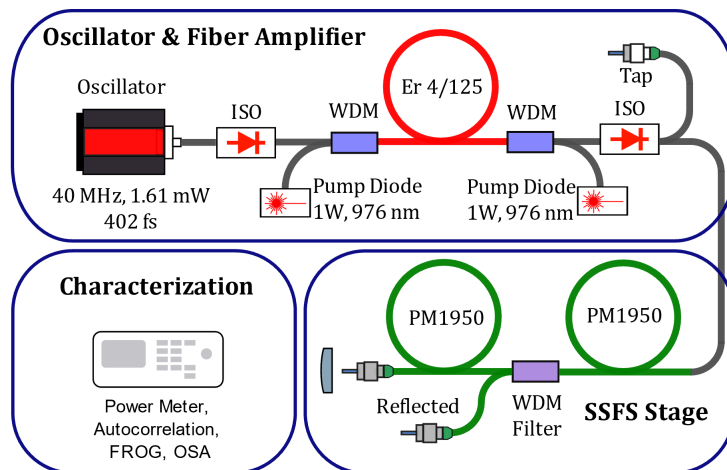 Oscillator & Fiber Amplifier
Oscillator
ISO
WDM
Er 4/125
WDM
ISO
Tap
40 MHz, 1.61 mW
402 fs
Pump Diode
1W, 976 nm
Pump Diode
1W, 976 nm
Characterization
Power Meter,
Autocorrelation,
FROG, OSA
PM1950
PM1950
Reflected
WDM
Filter
SSFS Stage